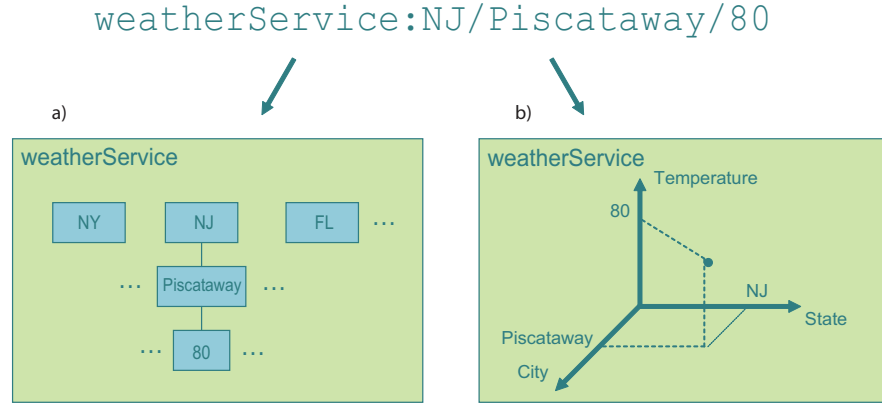 weatherService:NJ/Piscataway/80
a)
weatherService
NY
NJ
FL
...
...
Piscataway
...
...
80
...
b)
weatherService
Temperature
80
NJ
State
Piscataway
City